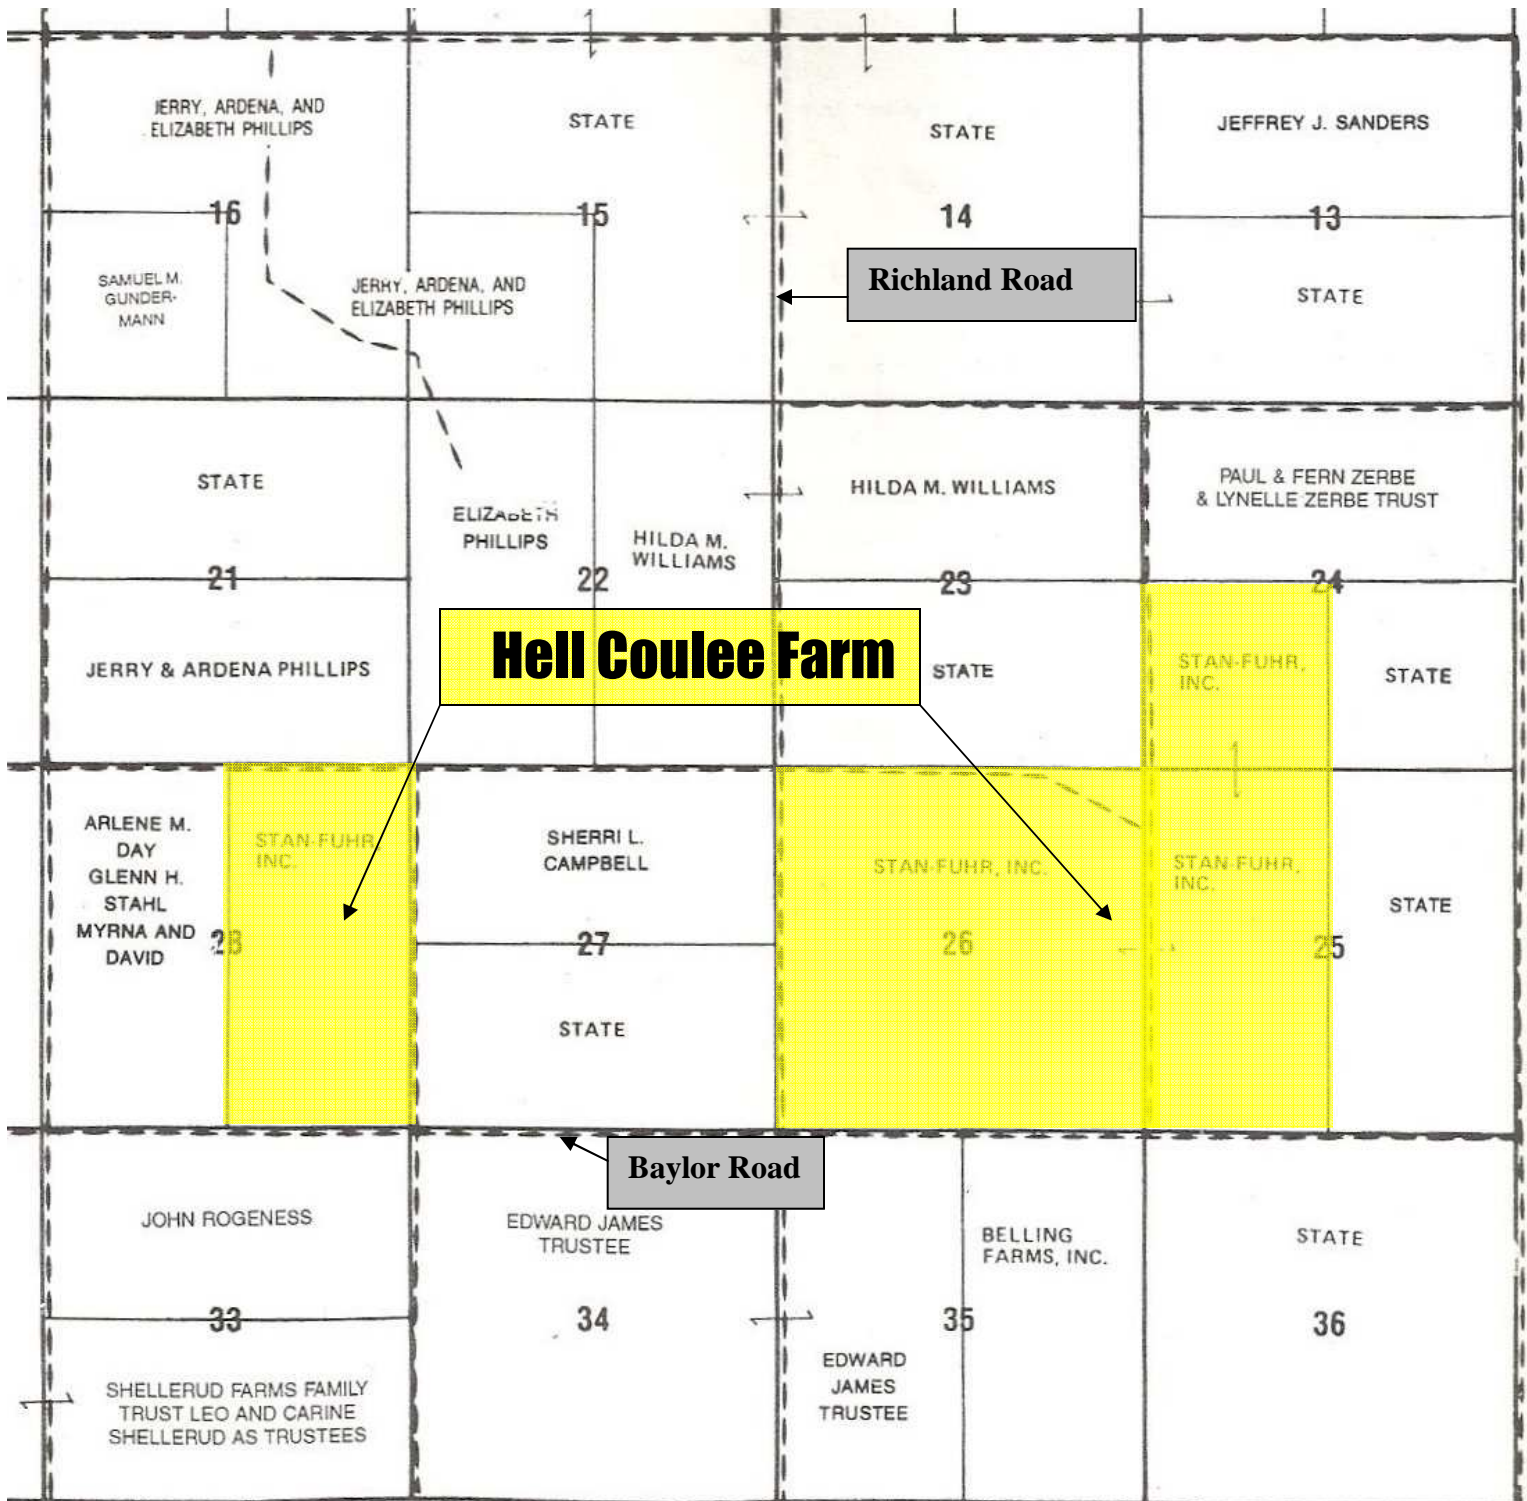 JERRY, ARDENA, AND
ELIZABETH PHILLIPS
STATE
STATE
JEFFREY J. SANDERS
16
15
14
13
SAMUEL M.
GUNDER-
MANN
JERRY, ARDENA, AND
ELIZABETH PHILLIPS
Richland Road
STATE
STATE
ELIZABETH
PHILLIPS
HILDA M.
WILLIAMS
HILDA M. WILLIAMS
PAUL & FERN ZERBE
& LYNELLE ZERBE TRUST
21
22
23
24
JERRY & ARDENA PHILLIPS
Hell Coulee Farm
STATE
STAN-FUHR,
INC.
STATE
ARLENE M.
DAY
GLENN H.
STAHL
MYRNA AND
DAVID
STAN-FUHR,
INC.
SHERRI L.
CAMPBELL
STAN-FUHR, INC.
STAN-FUHR,
INC.
STATE
28
27
26
25
STATE
Baylor Road
JOHN ROGENESS
EDWARD JAMES
TRUSTEE
BELLING
FARMS, INC.
STATE
33
34
35
36
SHELLERUD FARMS FAMILY
TRUST LEO AND CARINE
SHELLERUD AS TRUSTEES
EDWARD
JAMES
TRUSTEE